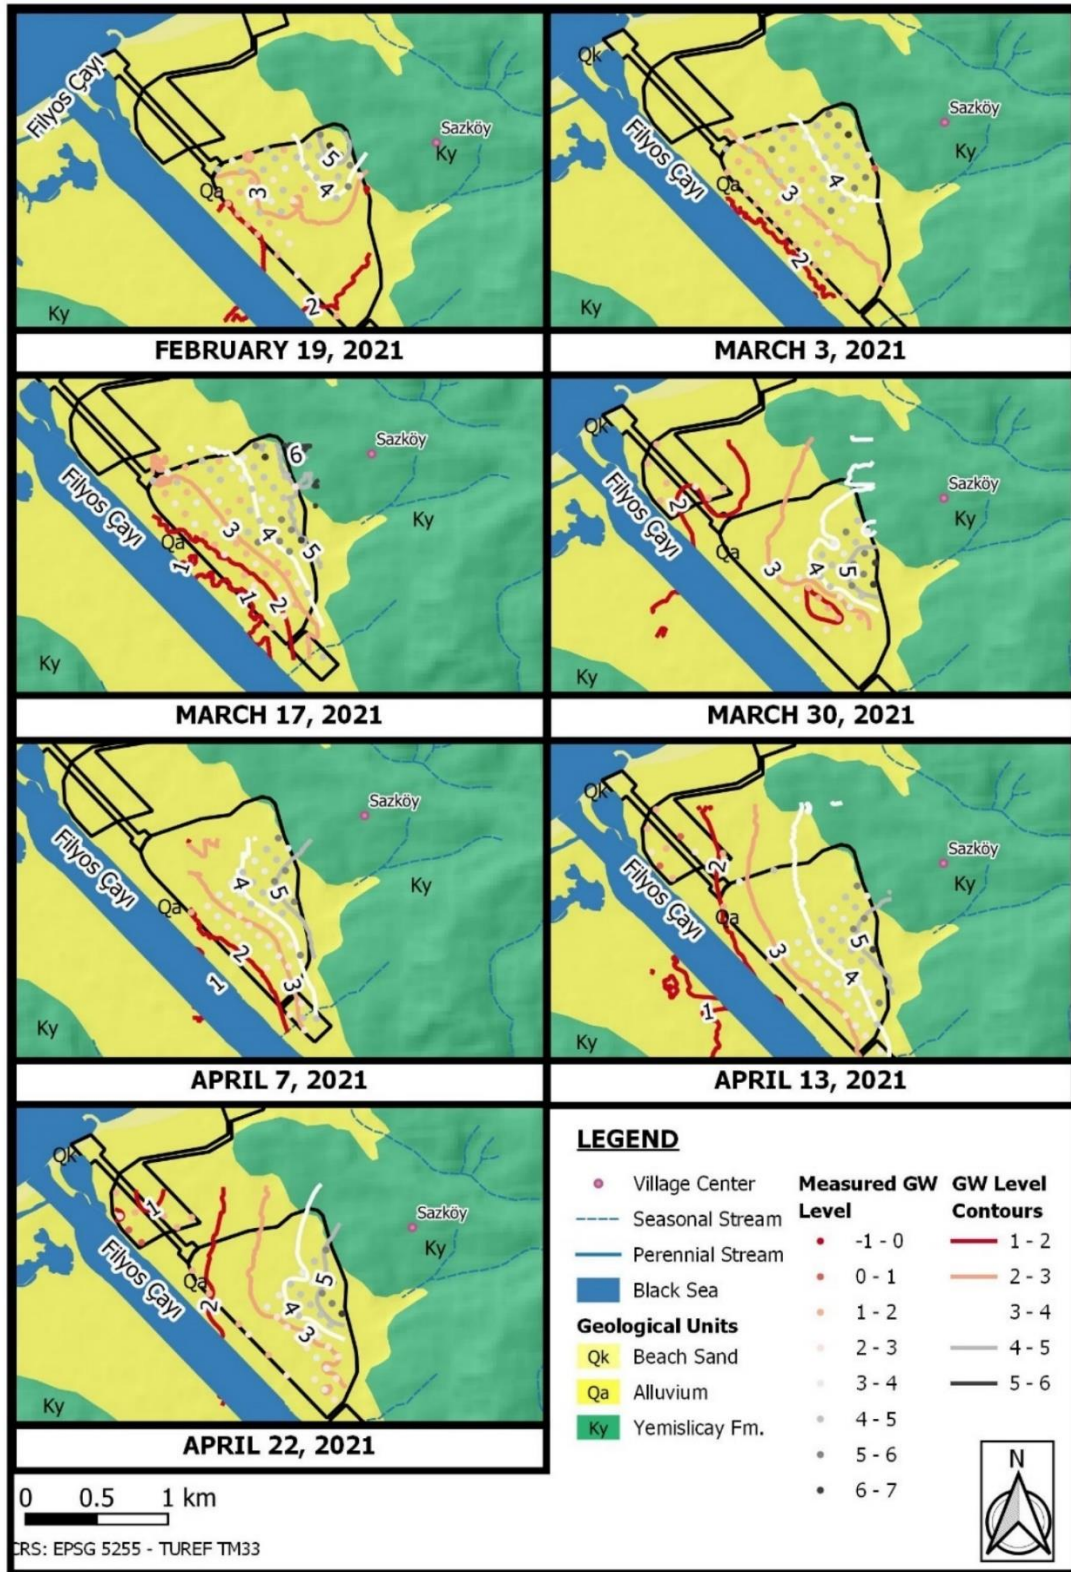 Filyos Çayı
Sazköy
Ky
5
4
3
Qa
2
Ky
FEBRUARY 19, 2021
Qk
Filyos Çayı
Sazköy
Ky
4
3
Qa
2
Ky
MARCH 3, 2021
Sazköy
6
Filyos Çayı
Ky
3
4
5
Qa
1
1
2
Ky
MARCH 17, 2021
Qk
Filyos Çayı
Sazköy
Ky
2
Qa
3
4
5
Ky
MARCH 30, 2021
Sazköy
Filyos Çayı
Ky
4
5
Qa
2
1
3
Ky
APRIL 7, 2021
Qk
Filyos Çayı
Sazköy
Ky
2
Qa
3
5
4
1
Ky
APRIL 13, 2021
Qk
Filyos Çayı
Sazköy
Ky
1
Qa
2
5
4
3
Ky
APRIL 22, 2021
LEGEND
Village Center
Seasonal Stream
Perennial Stream
Black Sea
Geological Units
Qk Beach Sand
Qa Alluvium
Ky Yemislicay Fm.
Measured GW
Level
-1 - 0
0 - 1
1 - 2
2 - 3
3 - 4
4 - 5
5 - 6
6 - 7
GW Level
Contours
1 - 2
2 - 3
3 - 4
4 - 5
5 - 6
N
0 0.5 1 km
CRS: EPSG 5255 - TUREF TM33